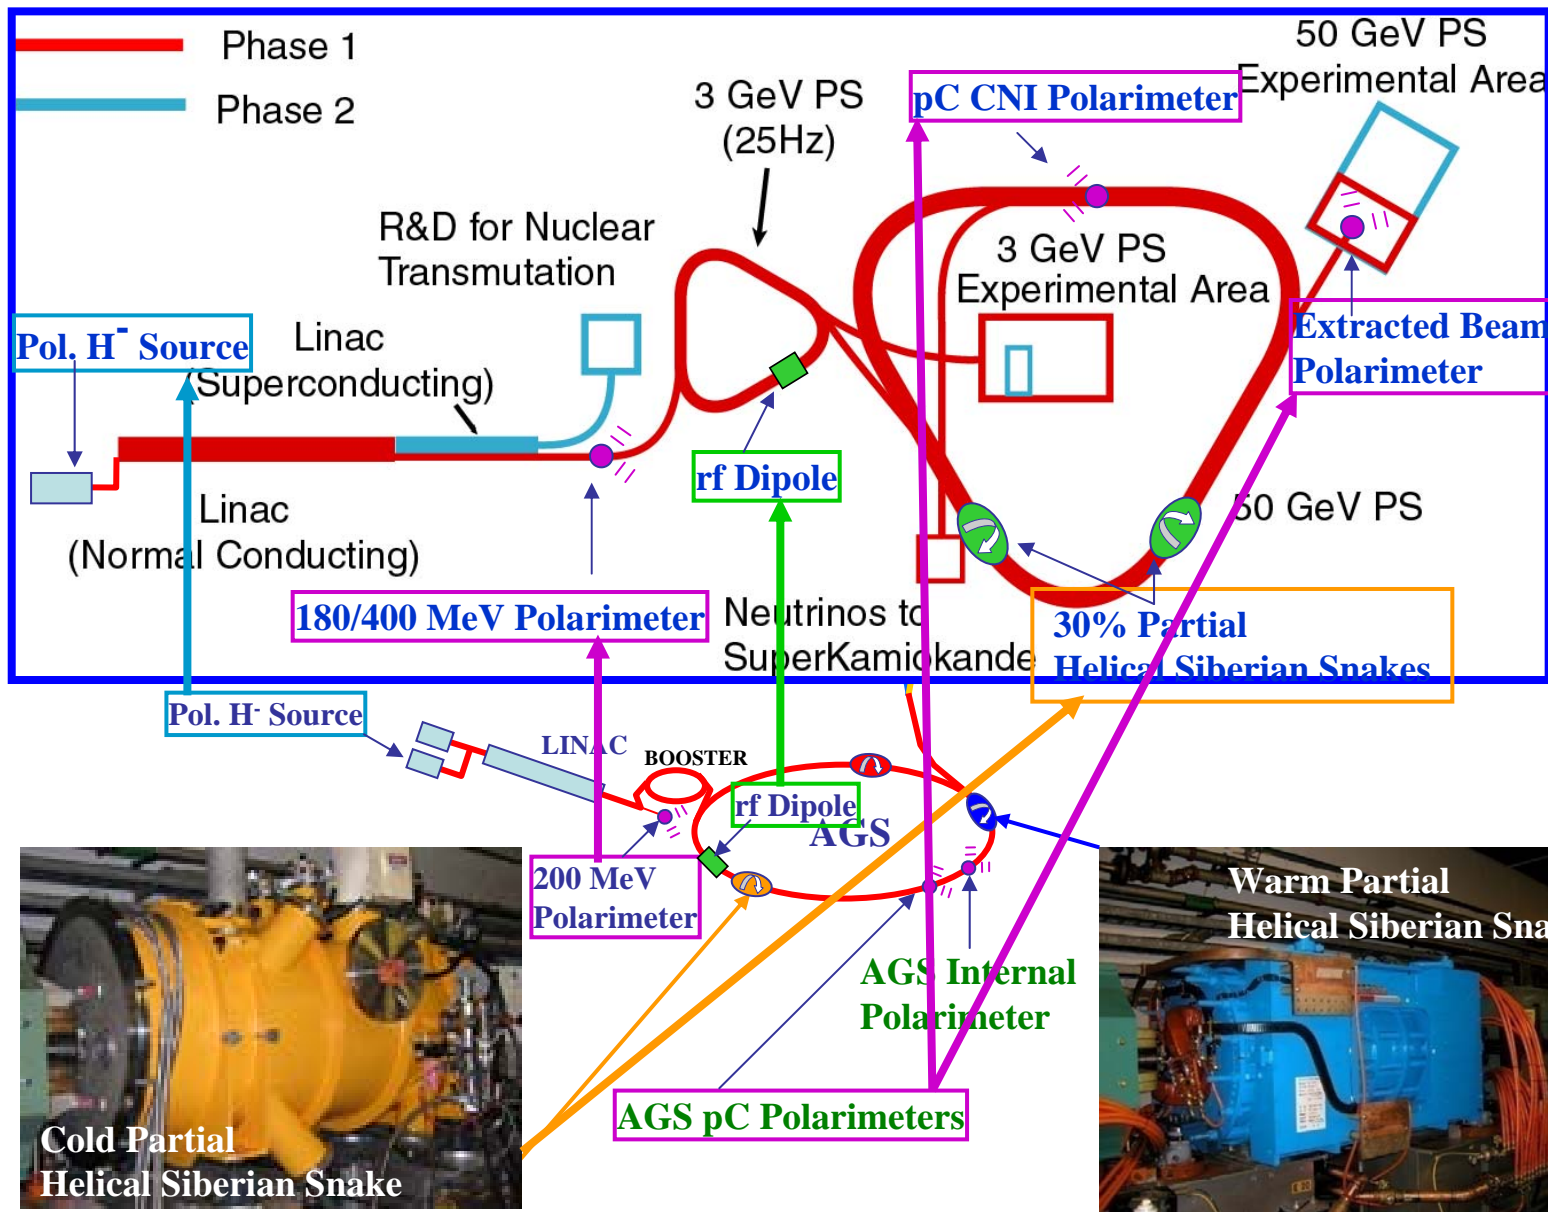 Phase 1
Phase 2
50 GeV PS
Experimental Area
3 GeV PS
(25Hz)
pC CNI Polarimeter
R&D for Nuclear
Transmutation
3 GeV PS
Experimental Area
Pol. H- Source
Linac
(Superconducting)
Extracted Beam
Polarimeter
rf Dipole
Linac
(Normal Conducting)
50 GeV PS
180/400 MeV Polarimeter
Neutrinos to
SuperKamiokande
30% Partial
Helical Siberian Snakes
Pol. H- Source
LINAC
BOOSTER
rf Dipole
AGS
200 MeV
Polarimeter
Warm Partial
Helical Siberian Sna
AGS Internal
Polarimeter
AGS pC Polarimeters
Cold Partial
Helical Siberian Snake